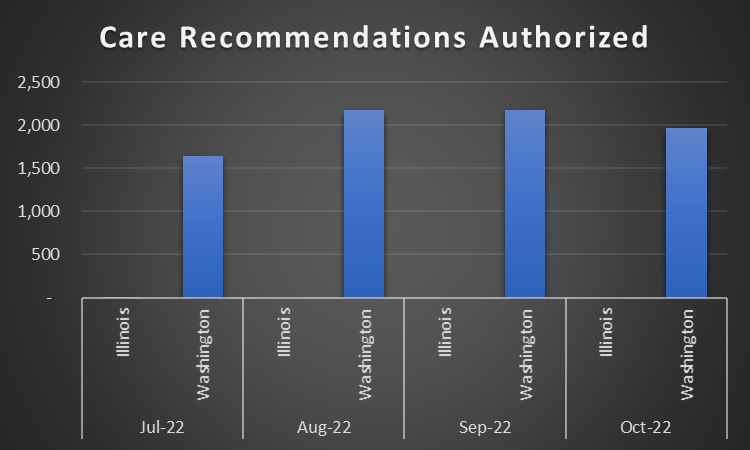 Care Recommendations Authorized
2,500
2,000
1,500
1,000
500
-
Illinois
Washington
Illinois
Washington
Illinois
Washington
Illinois
Washington
Jul-22
Aug-22
Sep-22
Oct-22